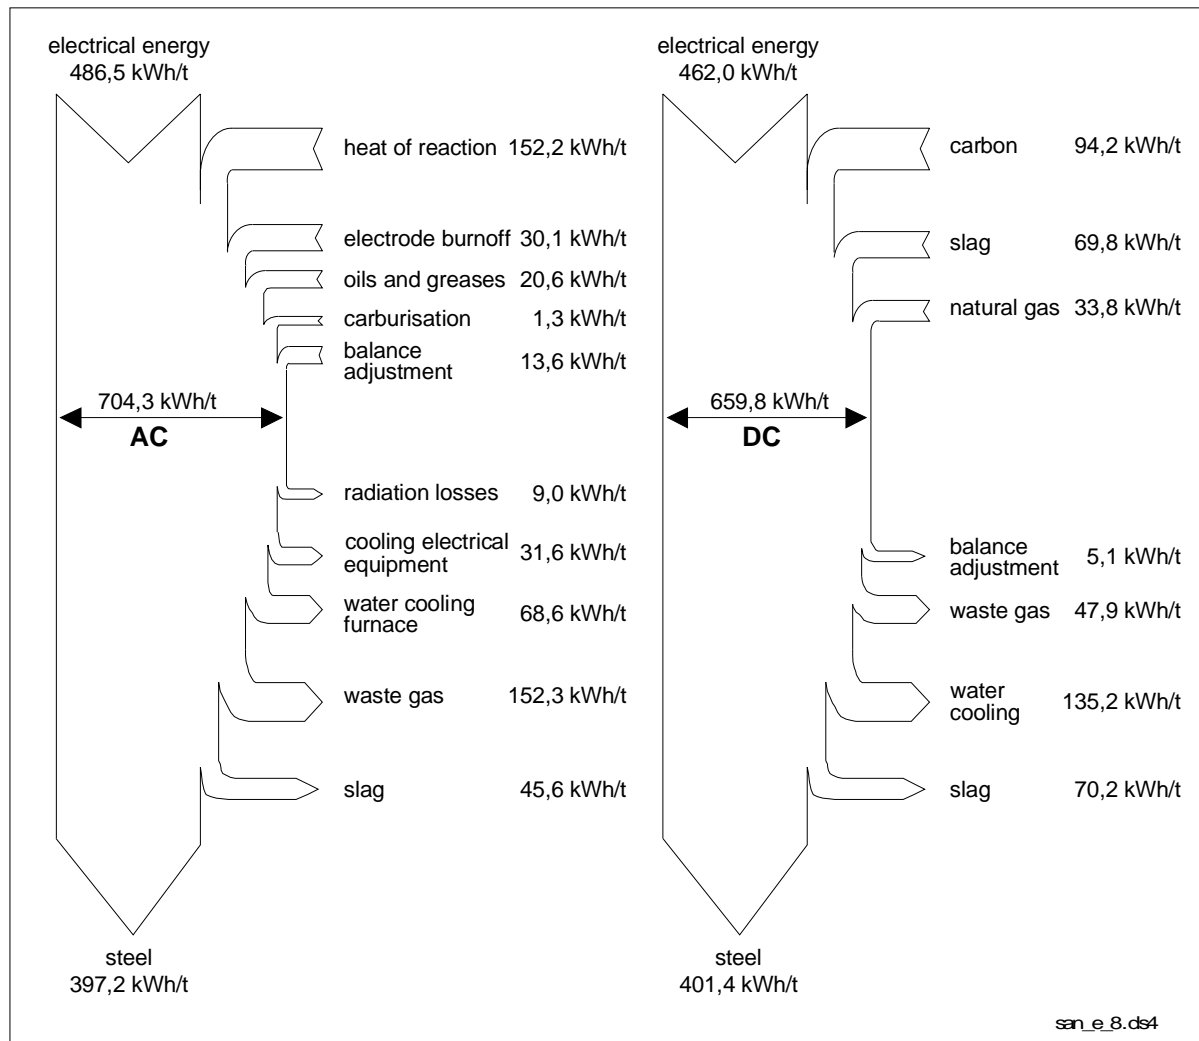 electrical energy
486,5 kWh/t
heat of reaction 152,2 kWh/t
electrode burnoff 30,1 kWh/t
oils and greases 20,6 kWh/t
carburisation 1,3 kWh/t
balance
adjustment 13,6 kWh/t
704,3 kWh/t
AC
radiation losses 9,0 kWh/t
cooling electrical
equipment 31,6 kWh/t
water cooling
furnace 68,6 kWh/t
waste gas 152,3 kWh/t
slag 45,6 kWh/t
steel
397,2 kWh/t
electrical energy
462,0 kWh/t
carbon 94,2 kWh/t
slag 69,8 kWh/t
natural gas 33,8 kWh/t
659,8 kWh/t
DC
balance
adjustment 5,1 kWh/t
waste gas 47,9 kWh/t
water
cooling 135,2 kWh/t
slag 70,2 kWh/t
steel
401,4 kWh/t
san_e_8.ds4